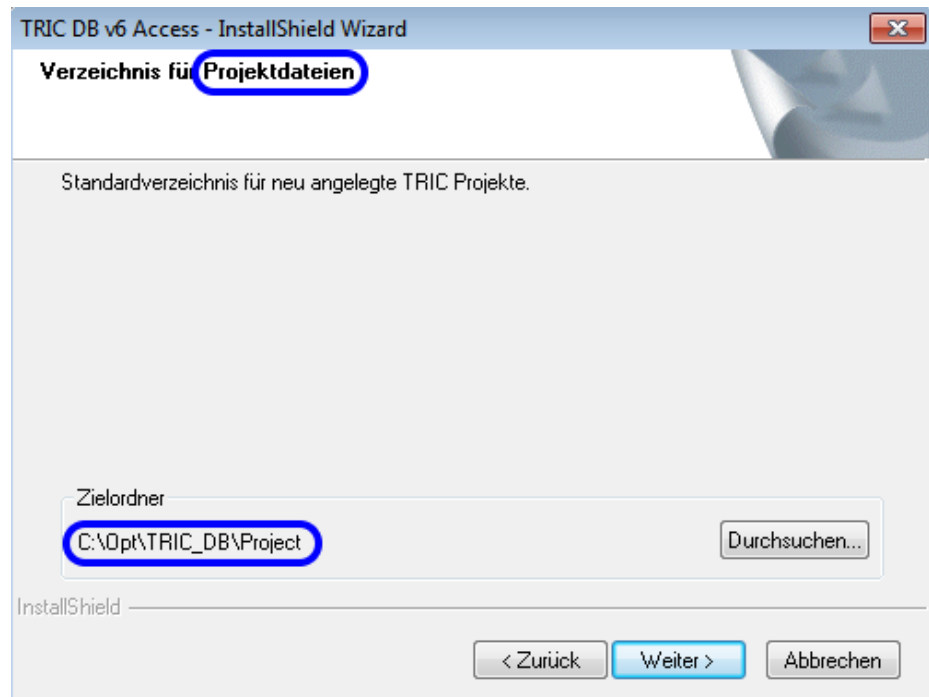 TRIC DB v6 Access - InstallShield Wizard
Verzeichnis für Projektdateien
Standardverzeichnis für neu angelegte TRIC Projekte.
Zielordner
C:\Opt\TRIC_DB\Project
Durchsuchen...
InstallShield
< Zurück
Weiter >
Abbrechen